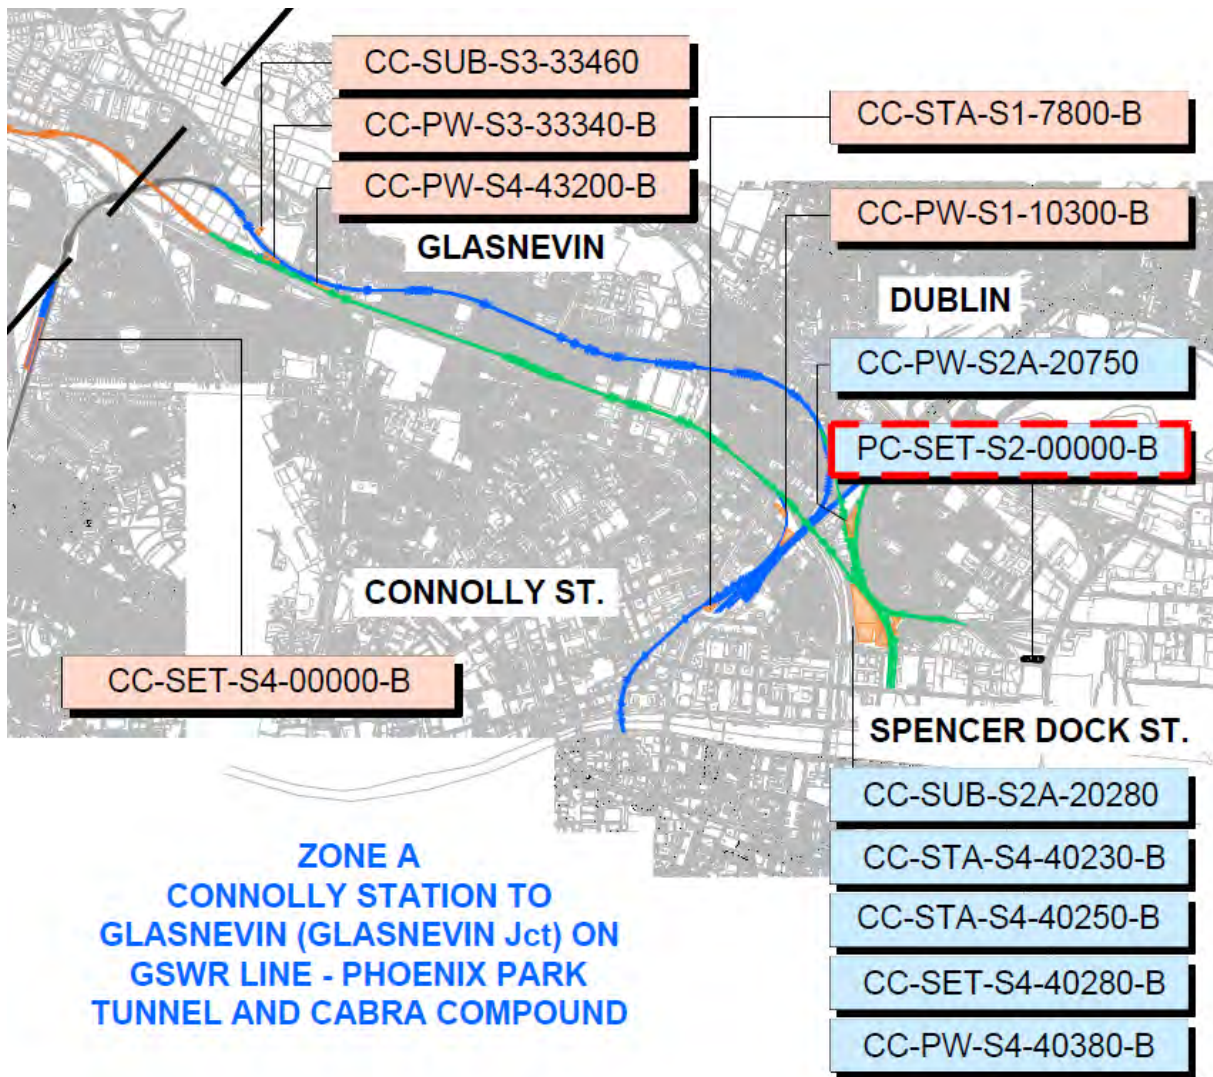 CC-SUB-S3-33460
CC-PW-S3-33340-B
CC-PW-S4-43200-B
GLASNEVIN
CC-STA-S1-7800-B
CC-PW-S1-10300-B
DUBLIN
CC-PW-S2A-20750
PC-SET-S2-00000-B
CONNOLLY ST.
CC-SET-S4-00000-B
SPENCER DOCK ST.
CC-SUB-S2A-20280
CC-STA-S4-40230-B
CC-STA-S4-40250-B
CC-SET-S4-40280-B
CC-PW-S4-40380-B
ZONE A
CONNOLLY STATION TO
GLASNEVIN (GLASNEVIN Jct) ON
GSWR LINE - PHOENIX PARK
TUNNEL AND CABRA COMPOUND